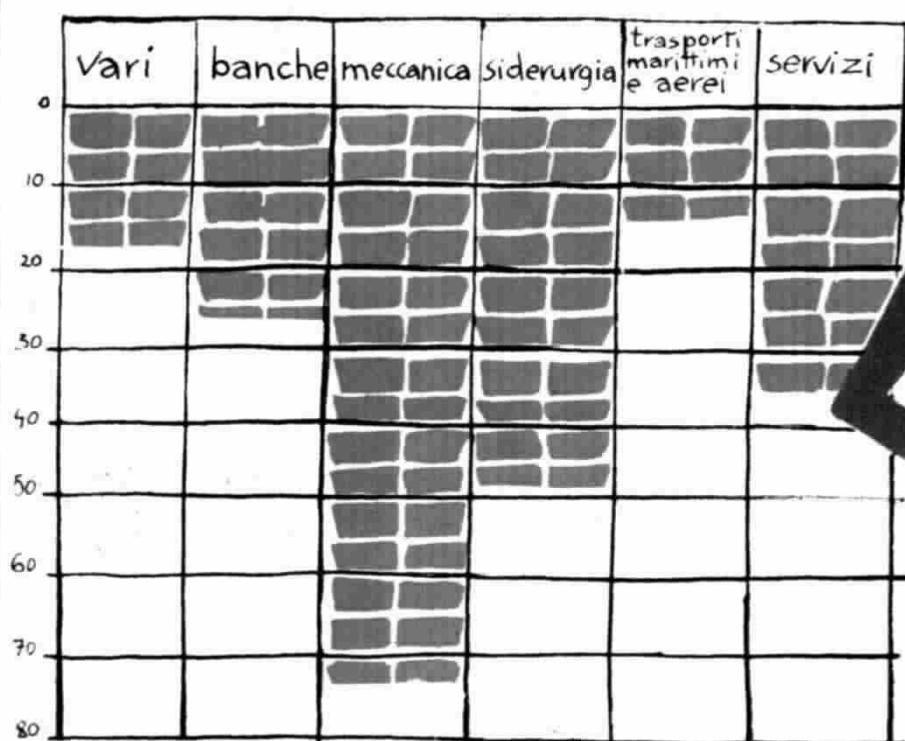 vari
banche
meccanica
siderurgia
trasporti
marittimi
e aerei
servizi
0
10
20
30
40
50
60
70
80